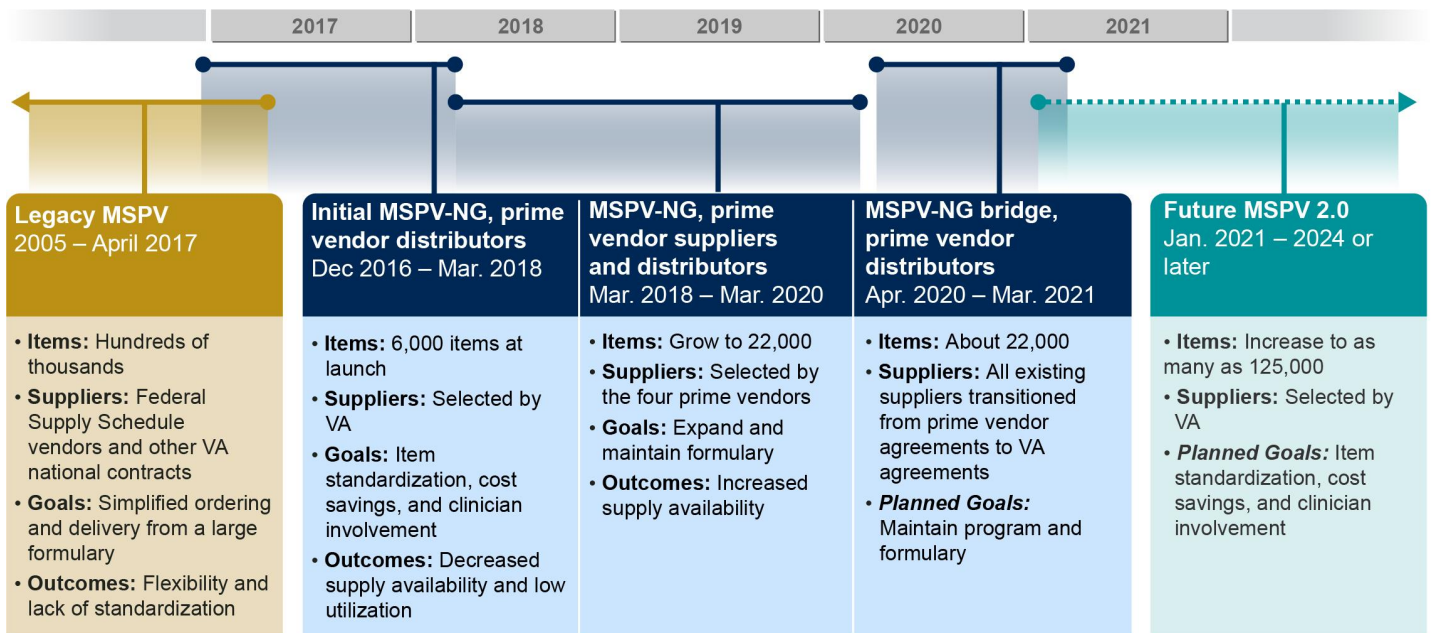 2017
2018
2019
2020
2021
Legacy MSPV
2005 – April 2017
• Items: Hundreds of
thousands
• Suppliers: Federal
Supply Schedule
vendors and other VA
national contracts
• Goals: Simplified ordering
and delivery from a large
formulary
• Outcomes: Flexibility and
lack of standardization
Initial MSPV-NG, prime
vendor distributors
Dec 2016 – Mar. 2018
• Items: 6,000 items at
launch
• Suppliers: Selected by
VA
• Goals: Item
standardization, cost
savings, and clinician
involvement
• Outcomes: Decreased
supply availability and low
utilization
MSPV-NG, prime
vendor suppliers
and distributors
Mar. 2018 – Mar. 2020
• Items: Grow to 22,000
• Suppliers: Selected by
the four prime vendors
• Goals: Expand and
maintain formulary
• Outcomes: Increased
supply availability
MSPV-NG bridge,
prime vendor
distributors
Apr. 2020 – Mar. 2021
• Items: About 22,000
• Suppliers: All existing
suppliers transitioned
from prime vendor
agreements to VA
agreements
• Planned Goals:
Maintain program and
formulary
Future MSPV 2.0
Jan. 2021 – 2024 or
later
• Items: Increase to as
many as 125,000
• Suppliers: Selected by
VA
• Planned Goals: Item
standardization, cost
savings, and clinician
involvement